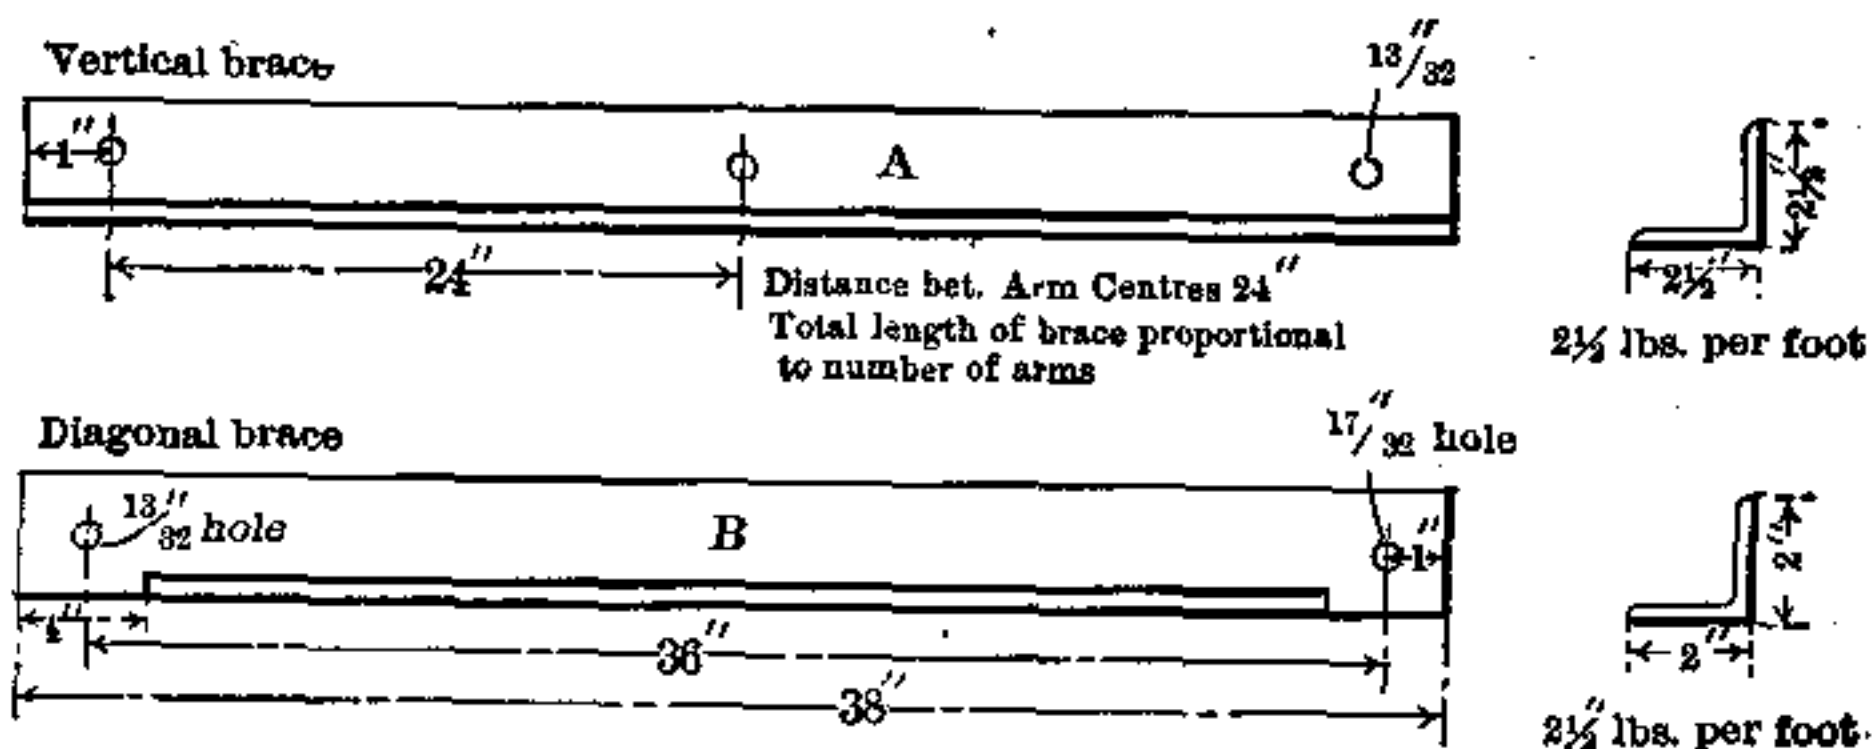 Vertical brace
13/32"
1"
A
2½"
24"
Distance bet. Arm Centres 24"
Total length of brace proportional
to number of arms
2½"
2½ lbs. per foot
Diagonal brace
17/32" hole
13/32" hole
B
1"
2"
4"
36"
2"
38"
2½" lbs. per foot